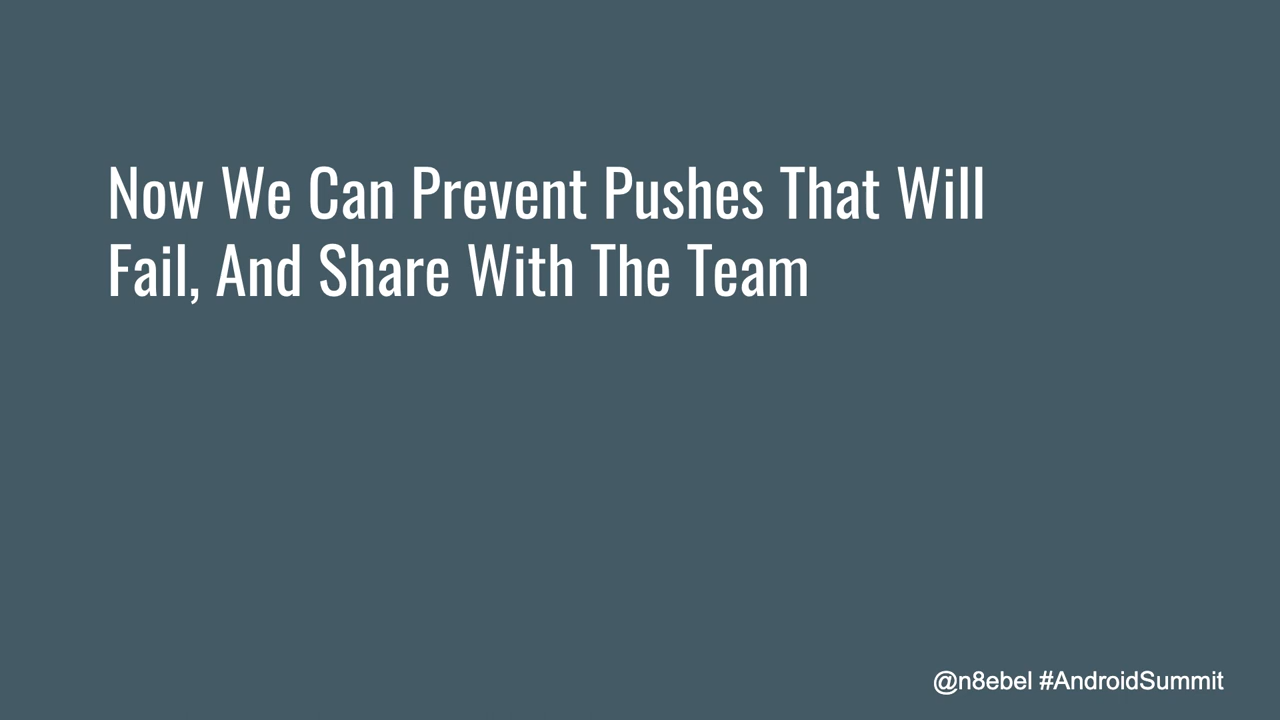 Now We Can Prevent Pushes That Will
Fail, And Share With The Team
@n8ebel #AndroidSummit